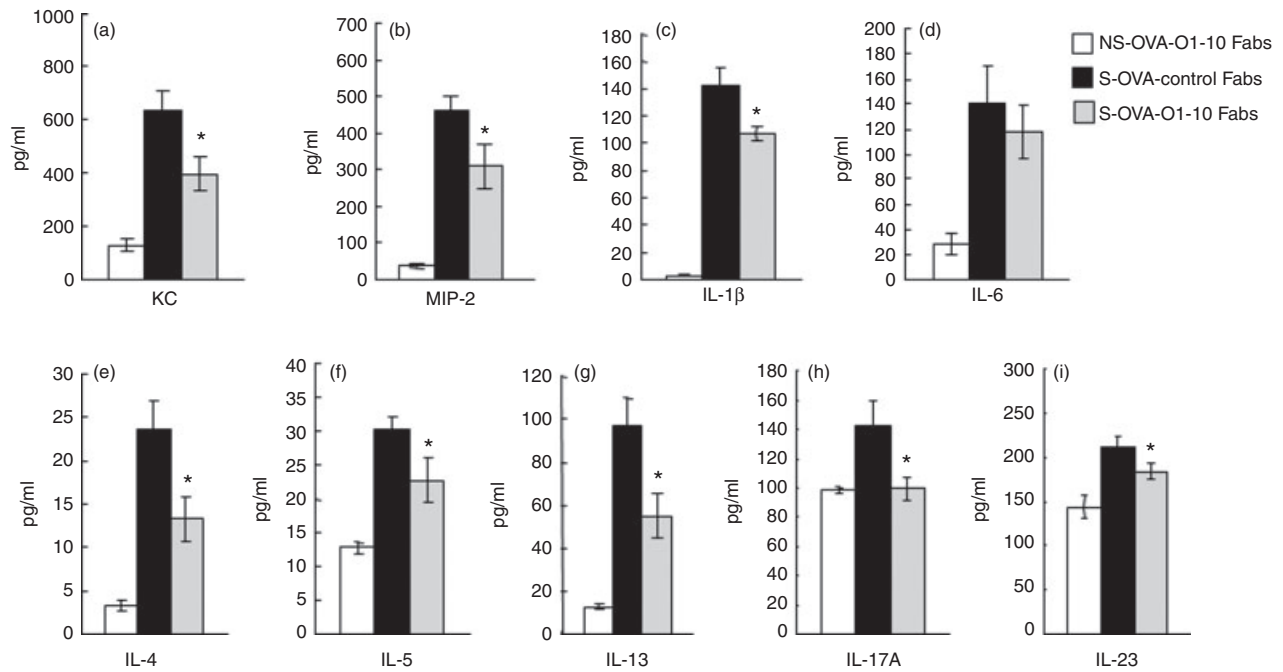 (a)
pg/ml
1000
800
600
400
200
0
*
KC
(b)
pg/ml
700
600
500
400
300
200
100
0
*
MIP-2
(c)
pg/ml
180
160
140
120
100
80
60
40
20
0
*
IL-1β
(d)
pg/ml
200
180
160
140
120
100
80
60
40
20
0
IL-6
NS-OVA-O1-10 Fabs
S-OVA-control Fabs
S-OVA-O1-10 Fabs
(e)
pg/ml
30
25
20
15
10
5
0
*
IL-4
(f)
pg/ml
40
35
30
25
20
15
10
5
0
*
IL-5
(g)
pg/ml
120
100
80
60
40
20
0
*
IL-13
(h)
pg/ml
180
160
140
120
100
80
60
40
20
0
*
IL-17A
(i)
pg/ml
300
250
200
150
100
50
0
*
IL-23